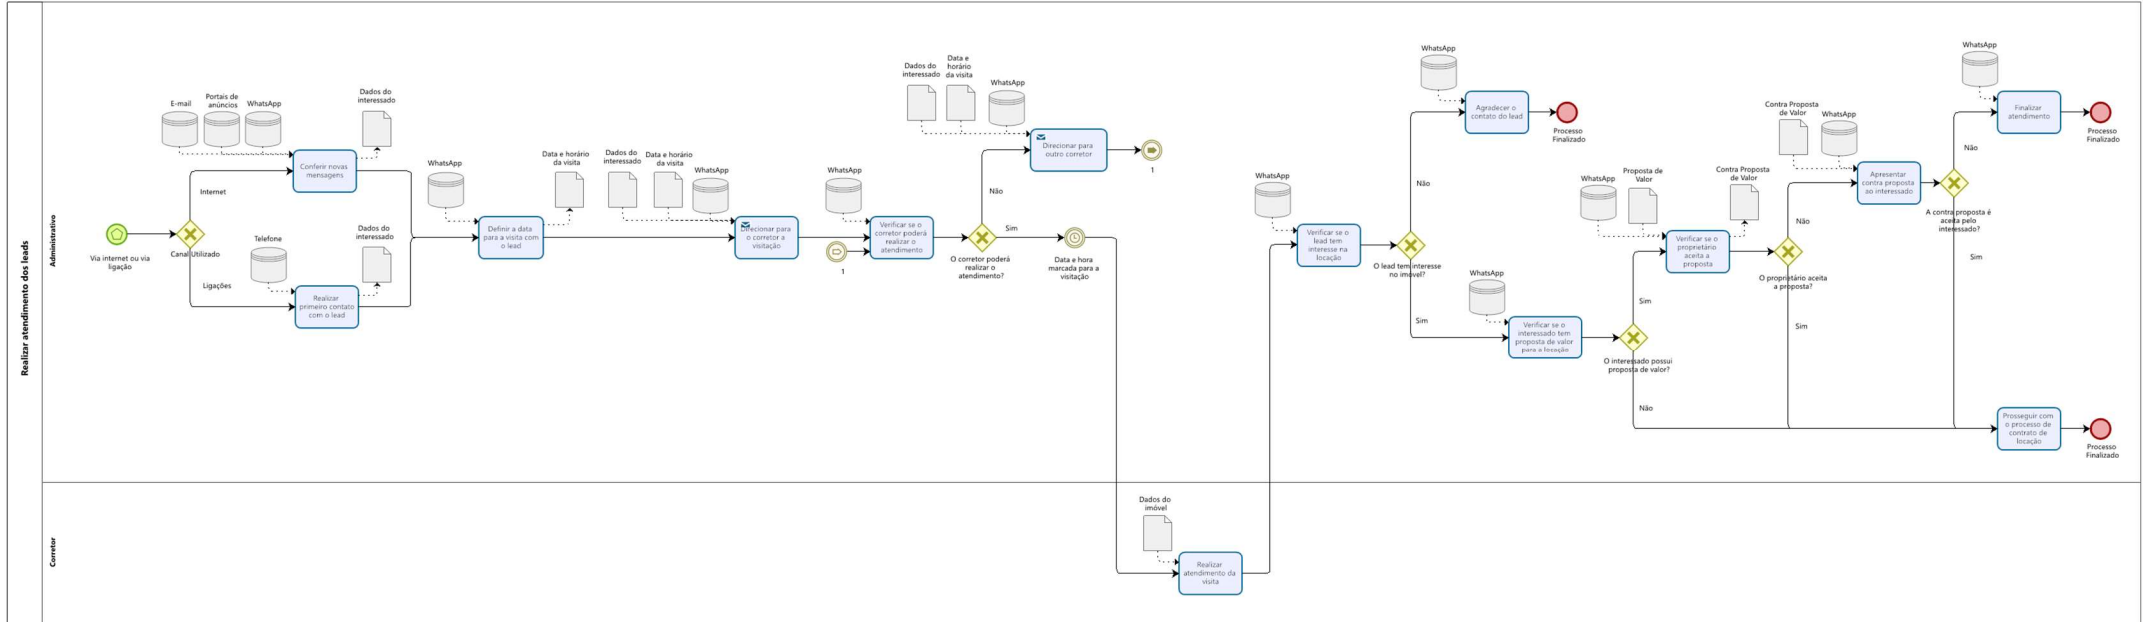 Realizar atendimento dos leads
Administrativo
Corretor
Via internet ou via
ligação
Canal Utilizado
Internet
Ligações
E-mail
Portais de
anúncios
WhatsApp
Conferir novas
mensagens
Dados do
interessado
Telefone
Realizar
primeiro contato
com o lead
Dados do
interessado
WhatsApp
Definir a data
para a visita com
o lead
Data e horário
da visita
Dados do
interessado
Data e horário
da visita
WhatsApp
Direcionar para
o corretor a
visitação
WhatsApp
1
Verificar se o
corretor poderá
realizar o
atendimento
O corretor poderá
realizar o
atendimento?
Não
Sim
Dados do
interessado
Data e
horário
da visita
WhatsApp
Direcionar para
outro corretor
1
Data e hora
marcada para a
visitação
Dados do
imóvel
Realizar
atendimento da
visita
WhatsApp
Verificar se o
lead tem
interesse na
locação
O lead tem interesse
no imóvel?
Não
Sim
WhatsApp
Agradecer o
contato do lead
Processo
Finalizado
WhatsApp
Verificar se o
interessado tem
proposta de valor
para a locação
O interessado possui
proposta de valor?
Sim
Não
WhatsApp
Proposta de
Valor
Verificar se o
proprietário
aceita a
proposta
Contra Proposta
de Valor
O proprietário aceita
a proposta?
Não
Sim
Contra Proposta
de Valor
WhatsApp
Apresentar
contra proposta
ao interessado
A contra proposta é
aceita pelo
interessado?
Não
Sim
WhatsApp
Finalizar
atendimento
Processo
Finalizado
Prosseguir com
o processo de
contrato de
locação
Processo
Finalizado